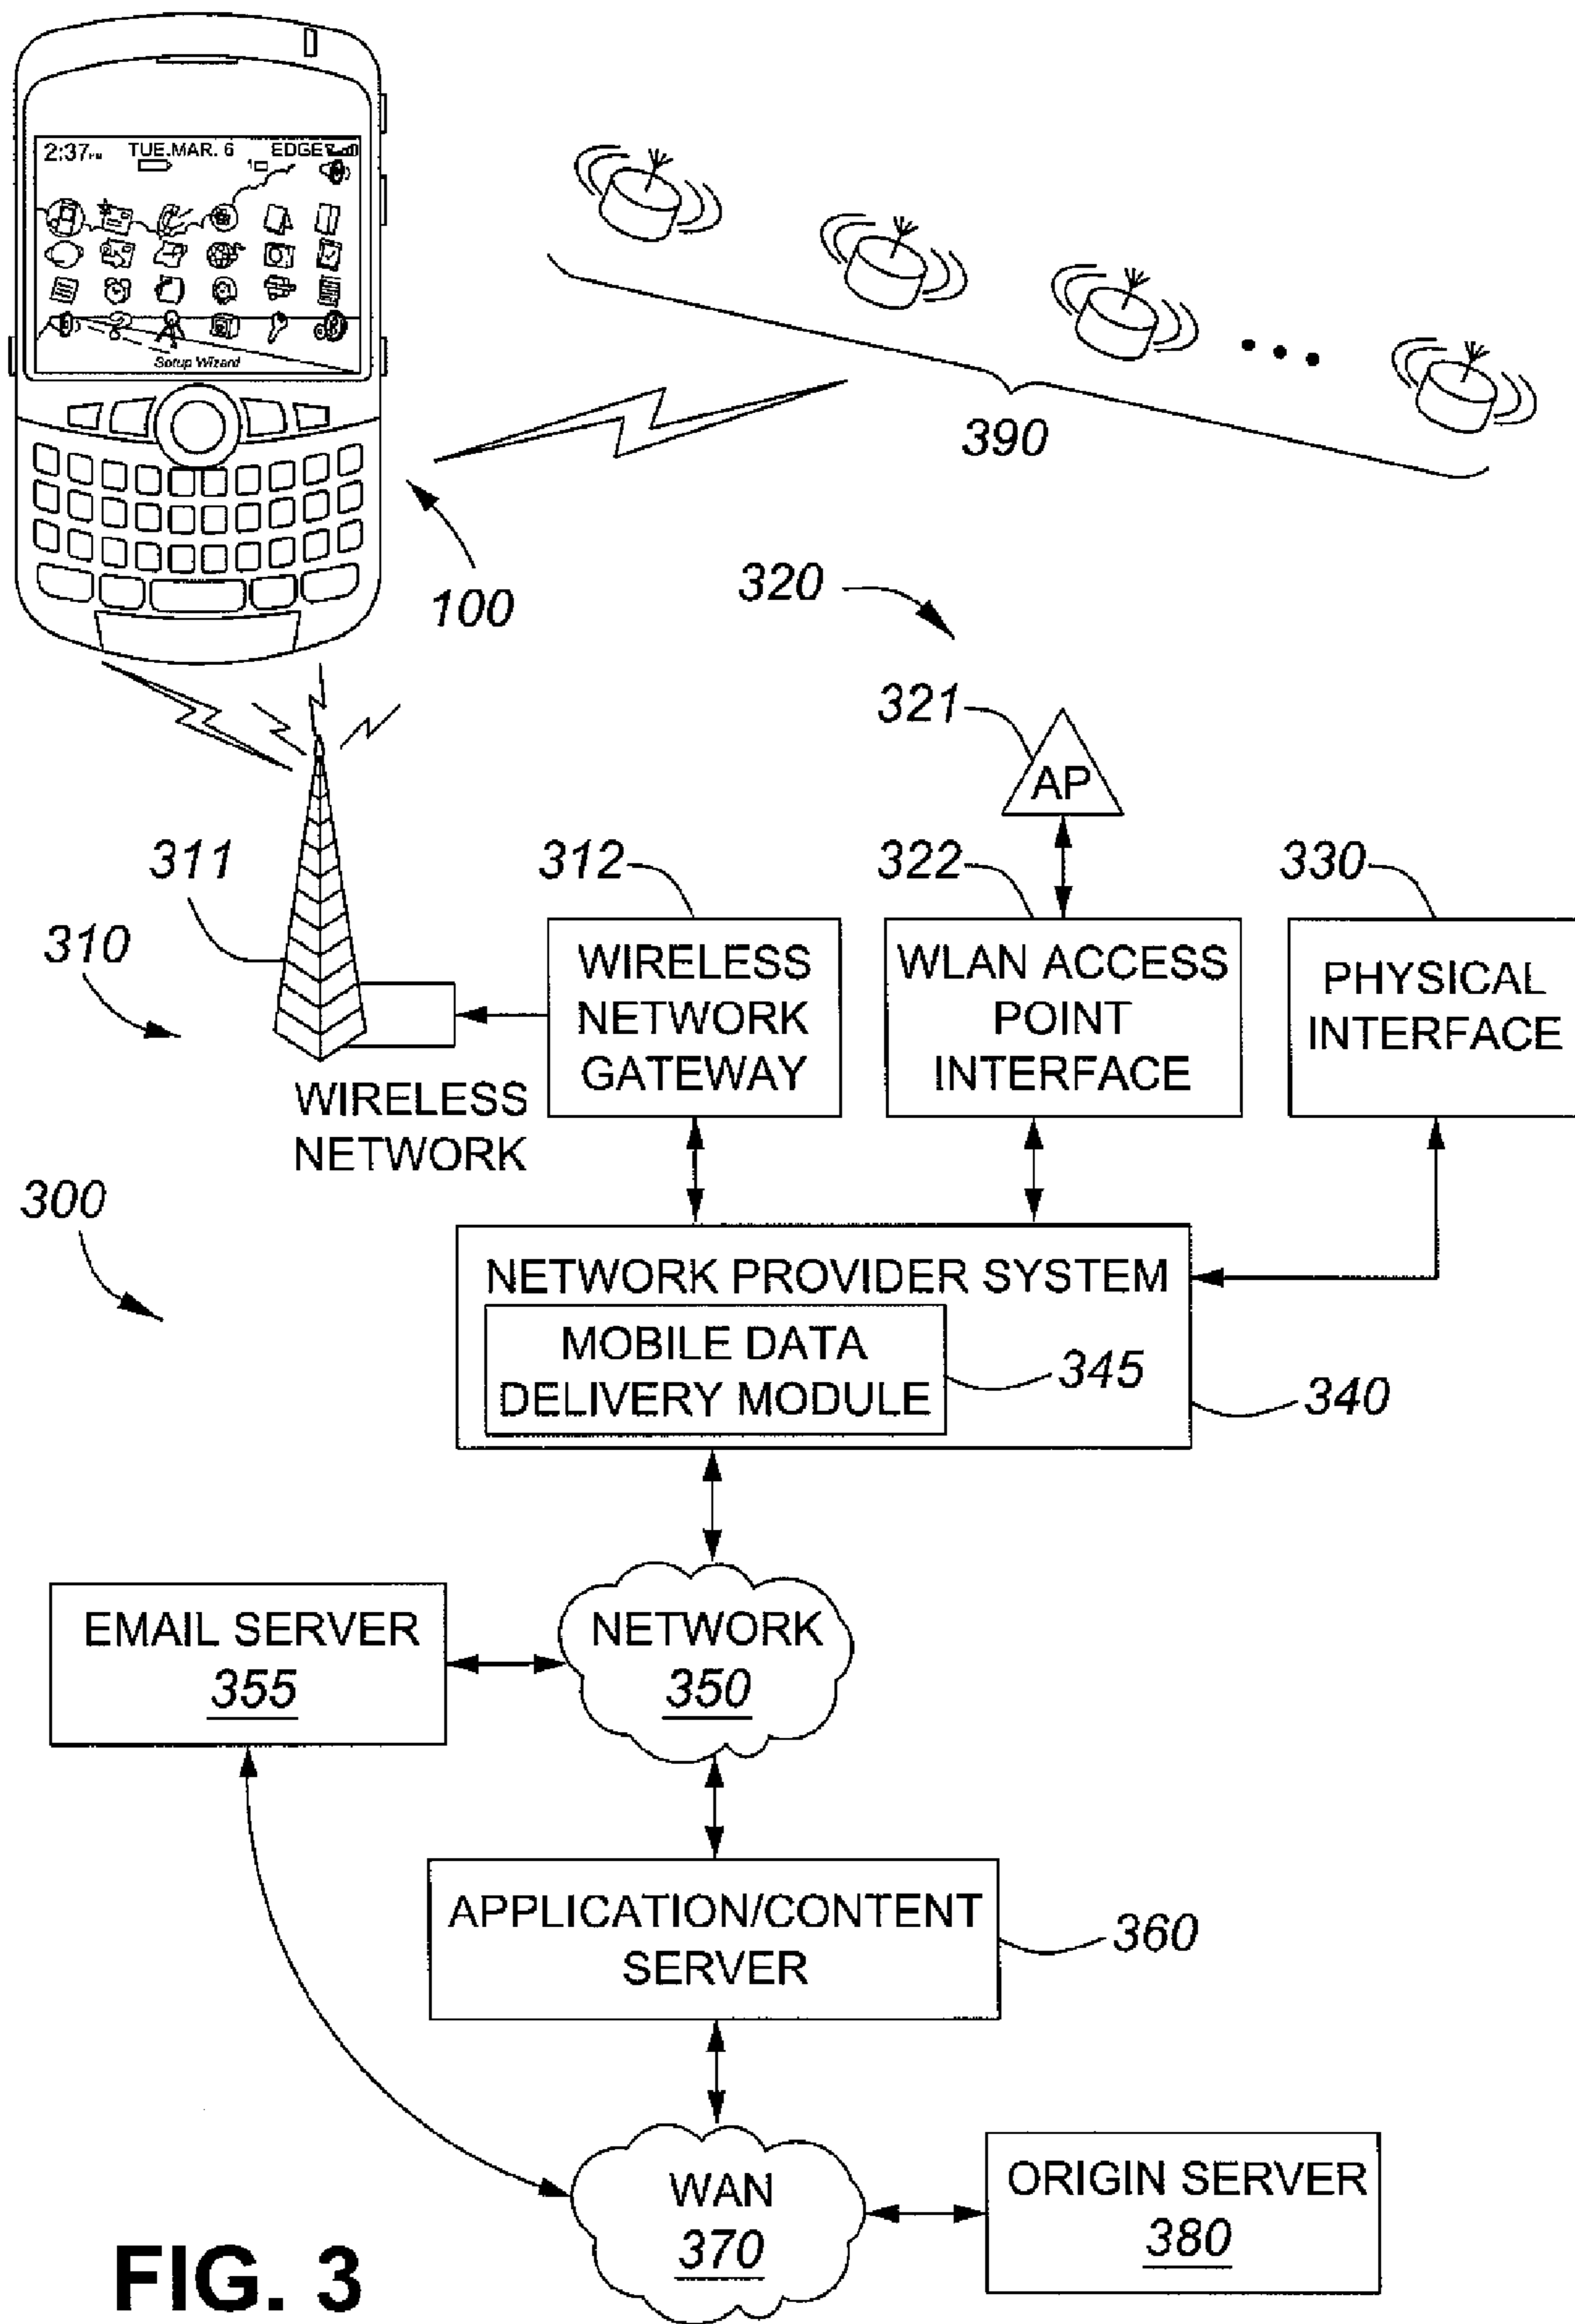 2:37PM TUE.MAR. 6 EDGE
1
Setup Wizard
390
100
320
321
AP
311
312
322
330
310
WIRELESS
NETWORK
GATEWAY
WLAN ACCESS
POINT
INTERFACE
PHYSICAL
INTERFACE
WIRELESS
NETWORK
300
NETWORK PROVIDER SYSTEM
MOBILE DATA
DELIVERY MODULE
345
340
EMAIL SERVER
355
NETWORK
350
APPLICATION/CONTENT
SERVER
360
WAN
370
ORIGIN SERVER
380
FIG. 3